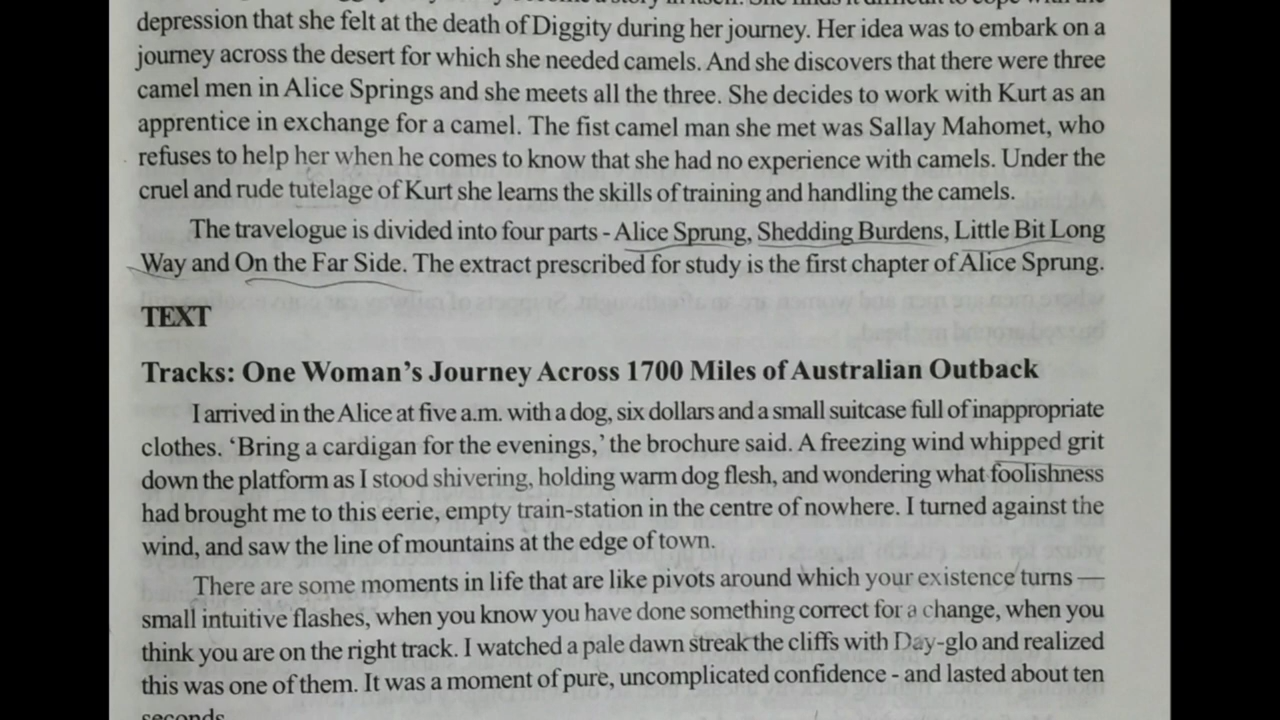 depression that she felt at the death of Diggity during her journey. Her idea was to embark on a
journey across the desert for which she needed camels. And she discovers that there were three
camel men in Alice Springs and she meets all the three. She decides to work with Kurt as an
apprentice in exchange for a camel. The fist camel man she met was Sallay Mahomet, who
refuses to help her when he comes to know that she had no experience with camels. Under the
cruel and rude tutelage of Kurt she learns the skills of training and handling the camels.
The travelogue is divided into four parts - Alice Sprung, Shedding Burdens, Little Bit Long
Way and On the Far Side. The extract prescribed for study is the first chapter of Alice Sprung.
TEXT
Tracks: One Woman's Journey Across 1700 Miles of Australian Outback
I arrived in the Alice at five a.m. with a dog, six dollars and a small suitcase full of inappropriate
clothes. 'Bring a cardigan for the evenings,' the brochure said. A freezing wind whipped grit
down the platform as I stood shivering, holding warm dog flesh, and wondering what foolishness
had brought me to this eerie, empty train-station in the centre of nowhere. I turned against the
wind, and saw the line of mountains at the edge of town.
There are some moments in life that are like pivots around which your existence turns —
small intuitive flashes, when you know you have done something correct for a change, when you
think you are on the right track. I watched a pale dawn streak the cliffs with Day-glo and realized
this was one of them. It was a moment of pure, uncomplicated confidence - and lasted about ten
seconds.